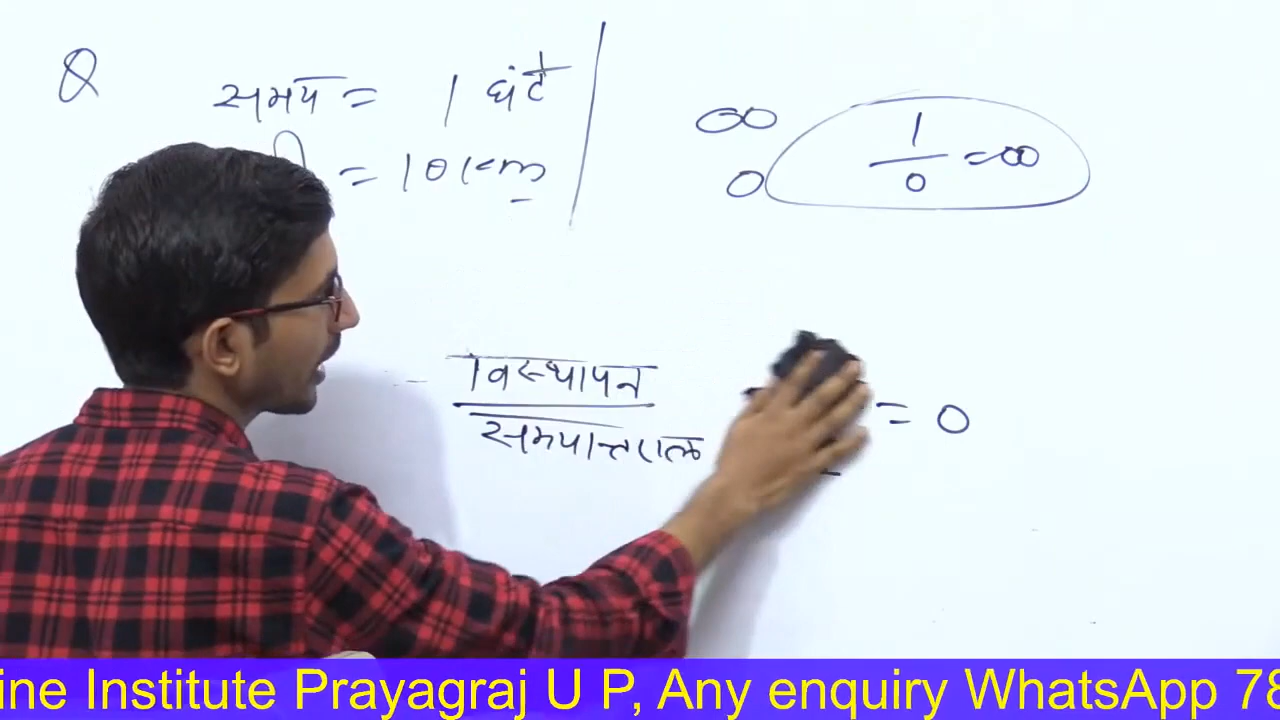 Q
समय = 1 घंटे
= 10 km
∞
0
1/0 = ∞
विस्थापन
समयान्तराल
= 0
ine Institute Prayagraj U P, Any enquiry WhatsApp 78